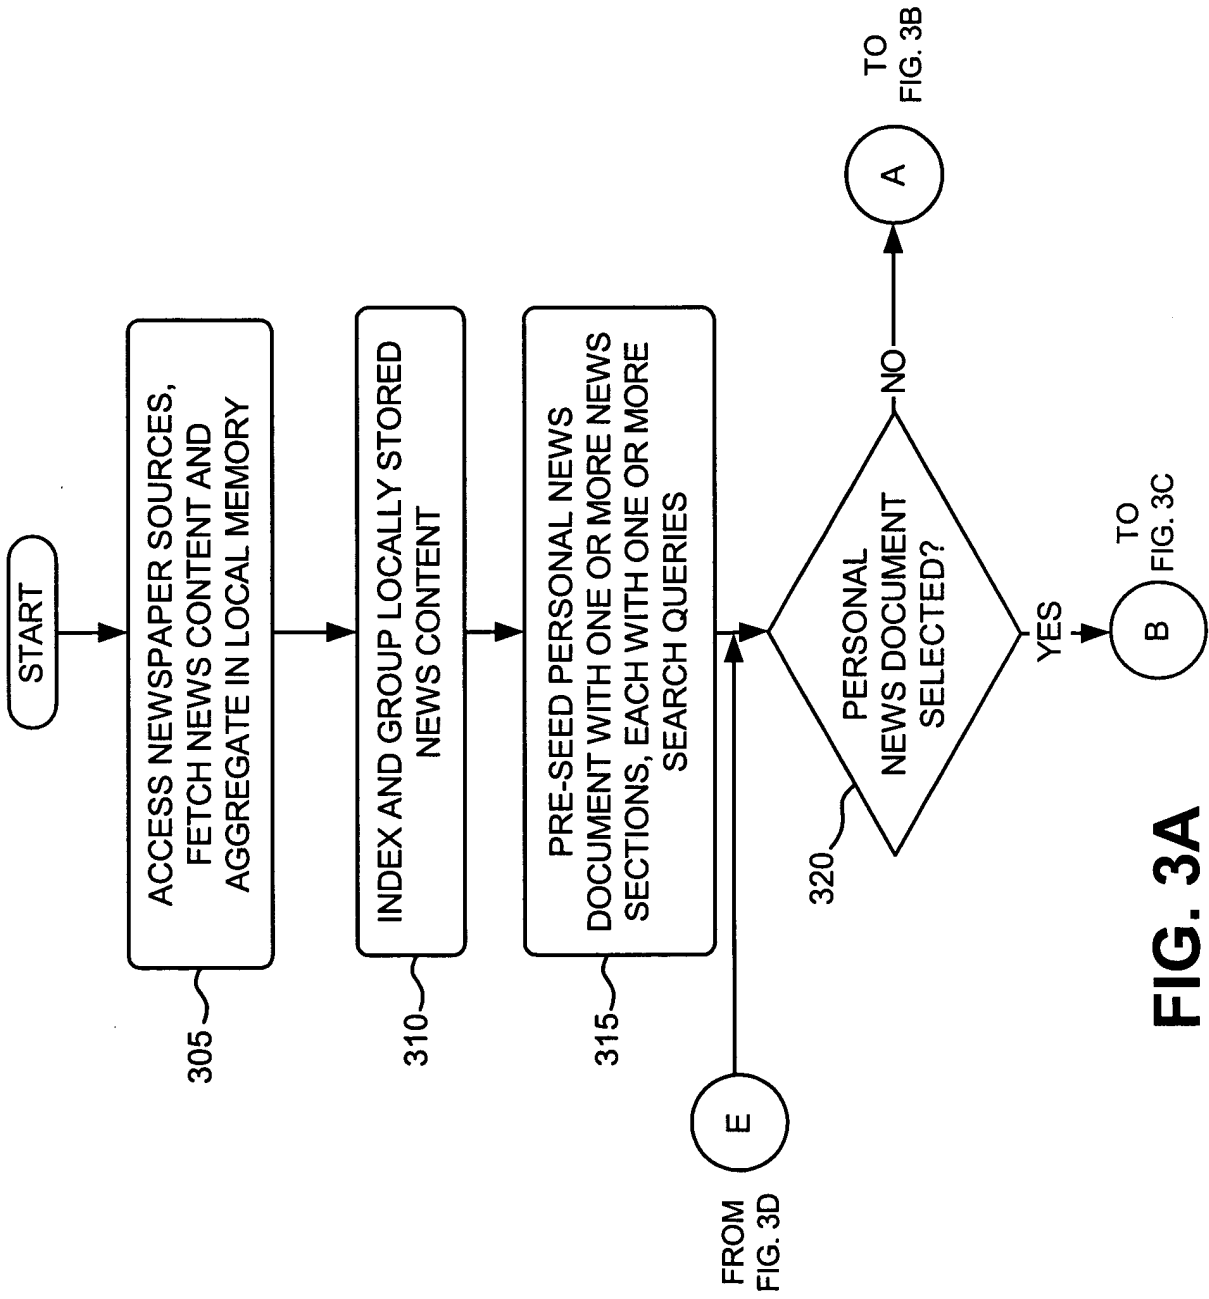 START
305
ACCESS NEWSPAPER SOURCES,
FETCH NEWS CONTENT AND
AGGREGATE IN LOCAL MEMORY
310
INDEX AND GROUP LOCALLY STORED
NEWS CONTENT
315
PRE-SEED PERSONAL NEWS
DOCUMENT WITH ONE OR MORE NEWS
SECTIONS, EACH WITH ONE OR MORE
SEARCH QUERIES
FROM
FIG. 3D
E
320
PERSONAL
NEWS DOCUMENT
SELECTED?
NO
A
TO
FIG. 3B
YES
B
TO
FIG. 3C
FIG. 3A